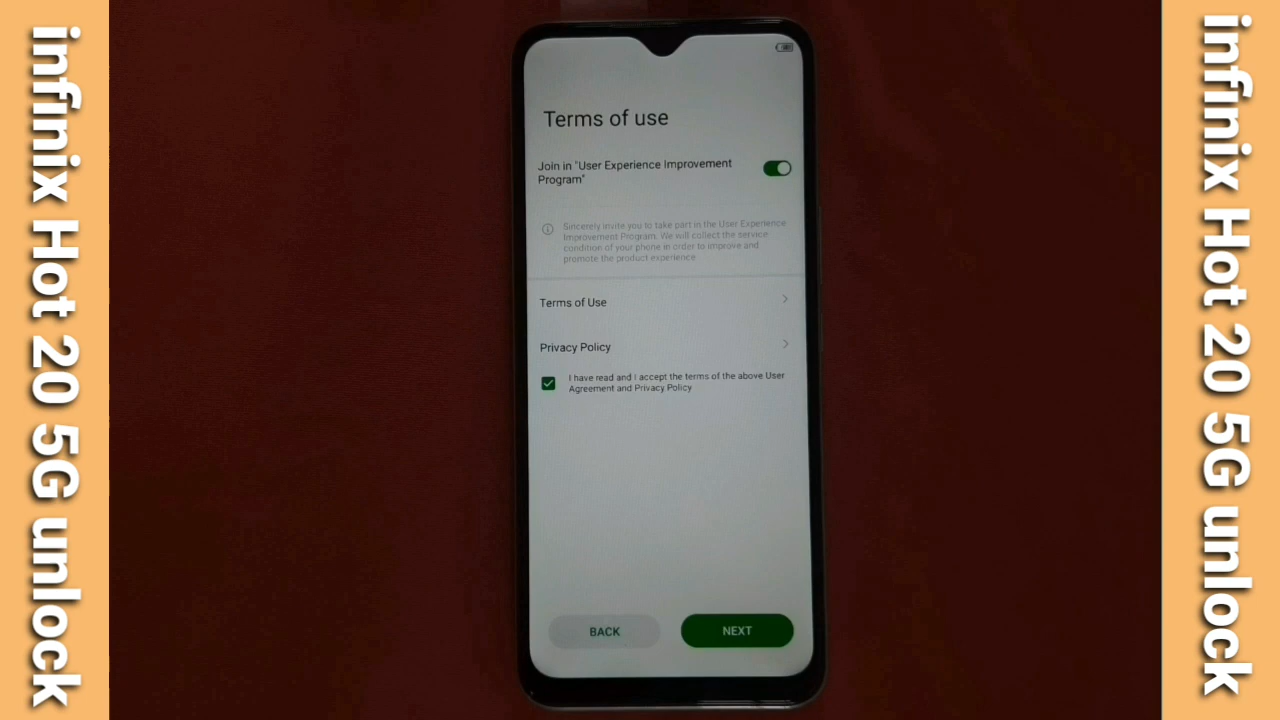 infinix Hot 20 5G unlock
Terms of use
Join in "User Experience Improvement
Program"
Sincerely invite you to take part in the User Experience
Improvement Program. We will collect the service
condition of your phone in order to improve and
promote the product experience
Terms of Use
Privacy Policy
I have read and I accept the terms of the above User
Agreement and Privacy Policy
BACK
NEXT
infinix Hot 20 5G unlock